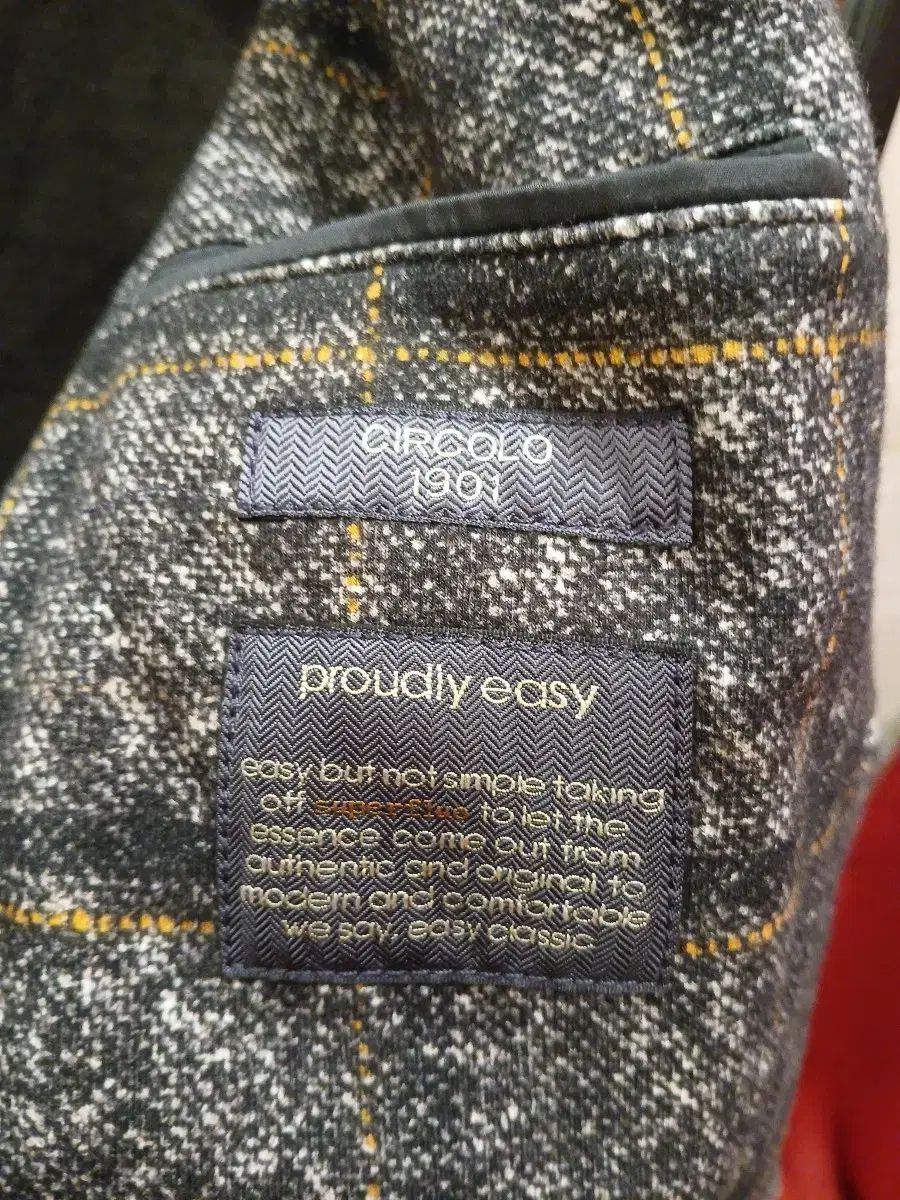 CIRCOLO
1901
proudly easy
easy but not simple talking
off superfluo to let the
essence come out from
authentic and original to
modern and comfortable
we say, easy classic